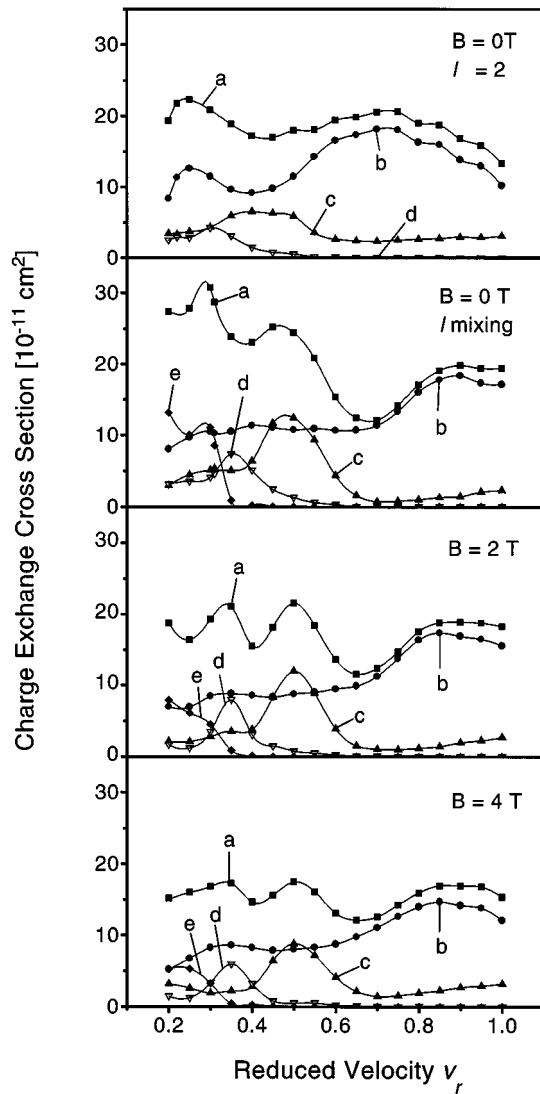 Charge Exchange Cross Section [10⁻¹¹ cm²]
30
20
10
0
B = 0T
l = 2
a
b
c
d
30
20
10
0
B = 0 T
l mixing
a
e
d
b
c
30
20
10
0
B = 2 T
a
d
e
b
c
30
20
10
0
B = 4 T
a
d
e
b
c
0.2 0.4 0.6 0.8 1.0
Reduced Velocity vᵣ